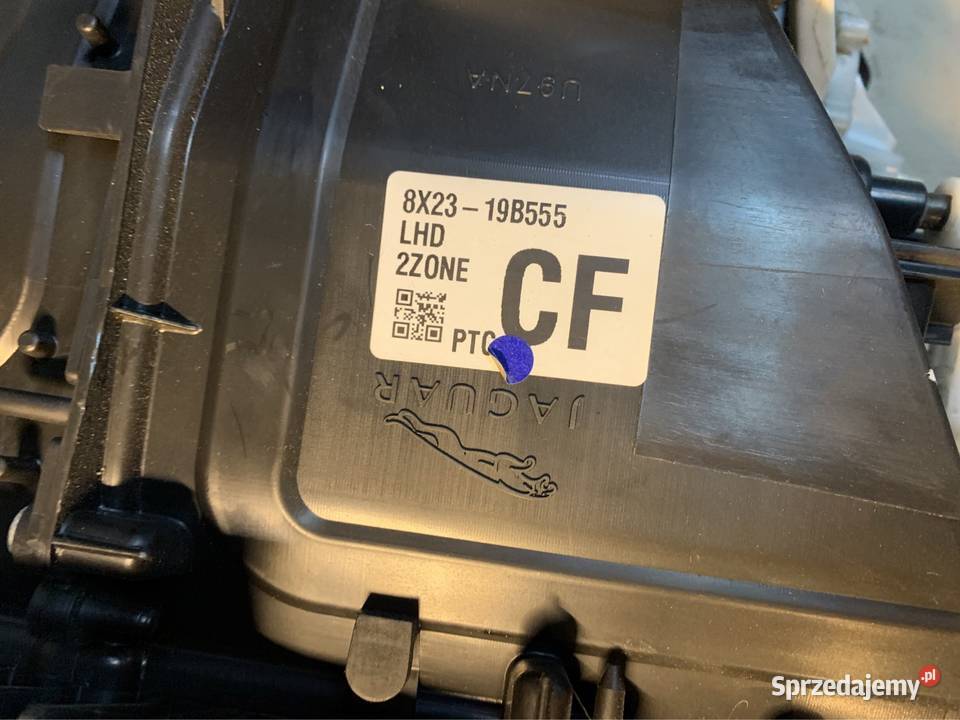 U97NA
8X23-19B555
LHD
2ZONE
CF
PTC
JAGUAR
Sprzedajemy.pl